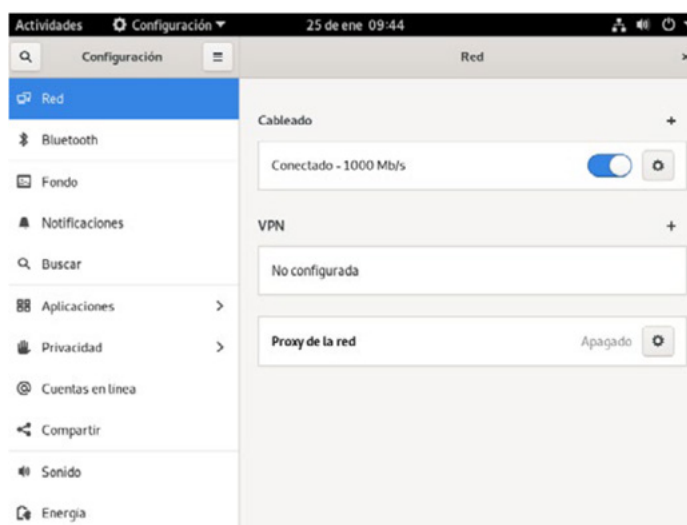 Actividades Configuración 25 de ene 09:44
Configuración Red
Red
Bluetooth
Fondo
Notificaciones
Buscar
Aplicaciones
Privacidad
Cuentas en línea
Compartir
Sonido
Energía
Cableado
Conectado - 1000 Mb/s
VPN
No configurada
Proxy de la red Apagado